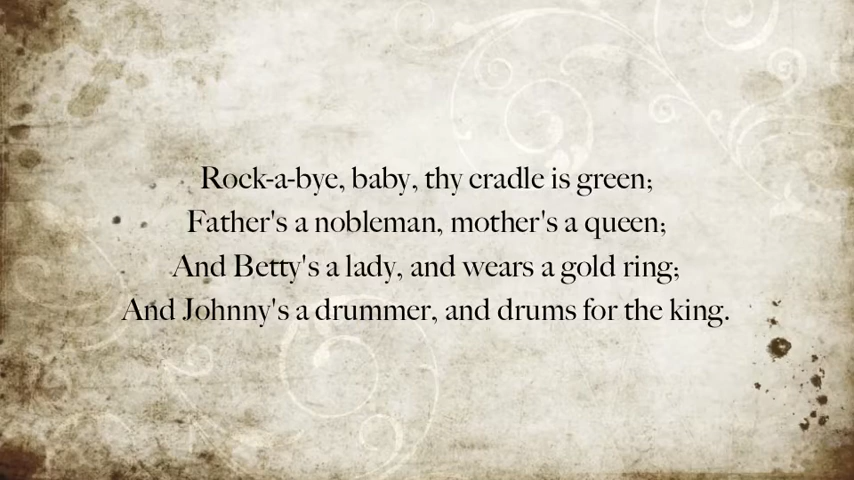 Rock-a-bye, baby, thy cradle is green;
Father's a nobleman, mother's a queen;
And Betty's a lady, and wears a gold ring;
And Johnny's a drummer, and drums for the king.